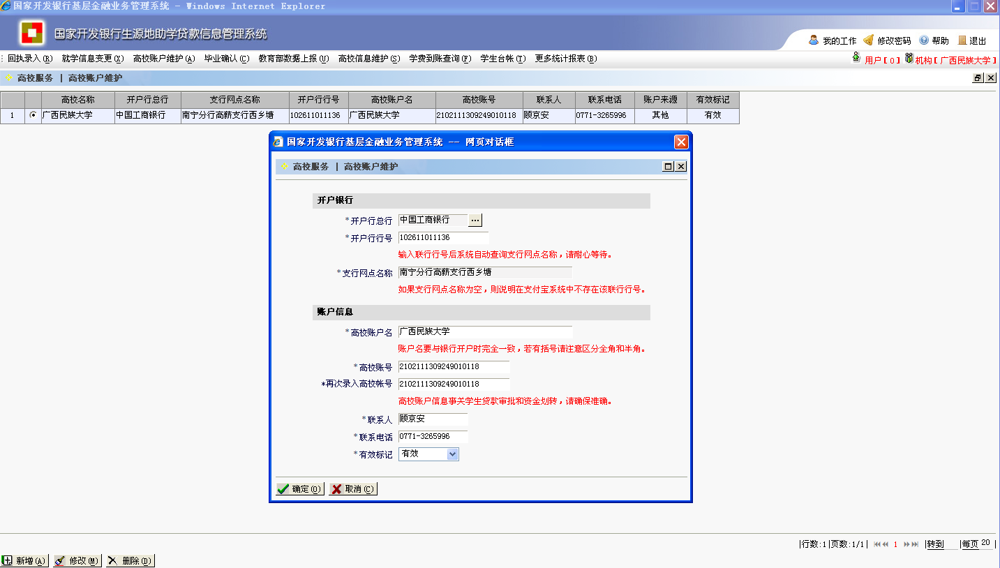 国家开发银行基层金融业务管理系统 - Windows Internet Explorer
国家开发银行生源地助学贷款信息管理系统
我的工作 修改密码 帮助 退出
回执录入(R) 就学信息变更(X) 高校账户维护(A) 毕业确认(C) 教育部数据上报(U) 高校信息维护(S) 学费到账查询(F) 学生台帐(T) 更多统计报表(B)
用户[0] 机构[广西民族大学]
高校服务 | 高校账户维护
高校名称 开户行总行 支行网点名称 开户行行号 高校账户名 高校账号 联系人 联系电话 账户来源 有效标记
1 广西民族大学 中国工商银行 南宁分行高薪支行西乡塘 102611011136 广西民族大学 2102111309249010118 顾京安 0771-3265996 其他 有效
国家开发银行基层金融业务管理系统 -- 网页对话框
高校服务 | 高校账户维护
开户银行
*开户行总行 中国工商银行 ...
*开户行行号 102611011136
输入联行行号后系统自动查询支行网点名称,请耐心等待。
*支行网点名称 南宁分行高薪支行西乡塘
如果支行网点名称为空,则说明在支付宝系统中不存在该联行行号。
账户信息
*高校账户名 广西民族大学
账户名要与银行开户时完全一致,若有括号请注意区分全角和半角。
*高校账号 2102111309249010118
*再次录入高校帐号 2102111309249010118
高校账户信息事关学生贷款审批和资金划转,请确保准确。
*联系人 顾京安
*联系电话 0771-3265996
*有效标记 有效
确定(O) 取消(C)
|行数:1|页数:1/1| 1 |转到 |每页 20 |
新增(A) 修改(M) 删除(D)